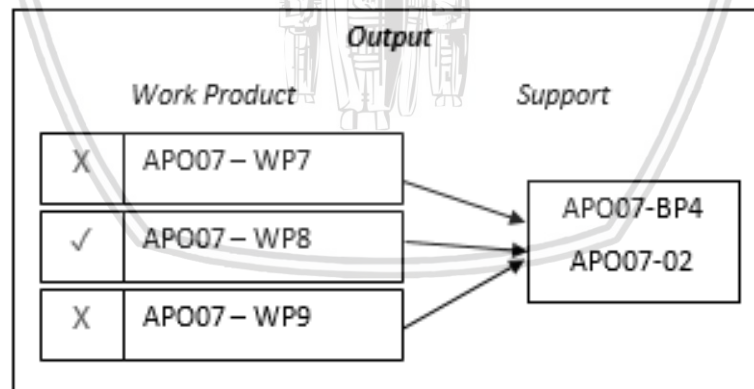 Output
Work Product Support
X APO07 – WP7
✓ APO07 – WP8
X APO07 – WP9
APO07-BP4
APO07-02